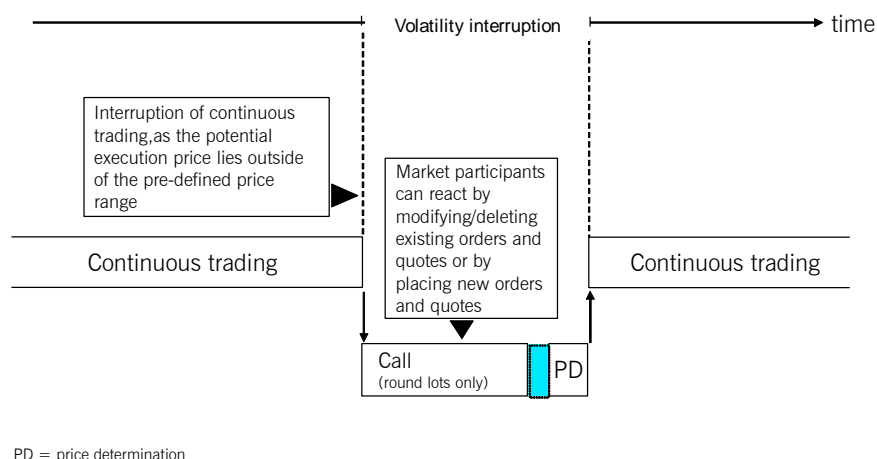 Volatility interruption
time
Interruption of continuous
trading,as the potential
execution price lies outside
of the pre-defined price
range
Market participants
can react by
modifying/deleting
existing orders and
quotes or by
placing new orders
and quotes
Continuous trading
Continuous trading
Call
(round lots only)
PD
PD = price determination